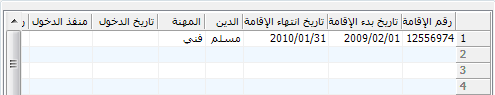 رقم الإقامة تاريخ بدء الإقامة تاريخ انتهاء الإقامة الدين المهنة تاريخ الدخول منفذ الدخول ر
1 12556974 2009/02/01 2010/01/31 مسلم فني
2
3
4